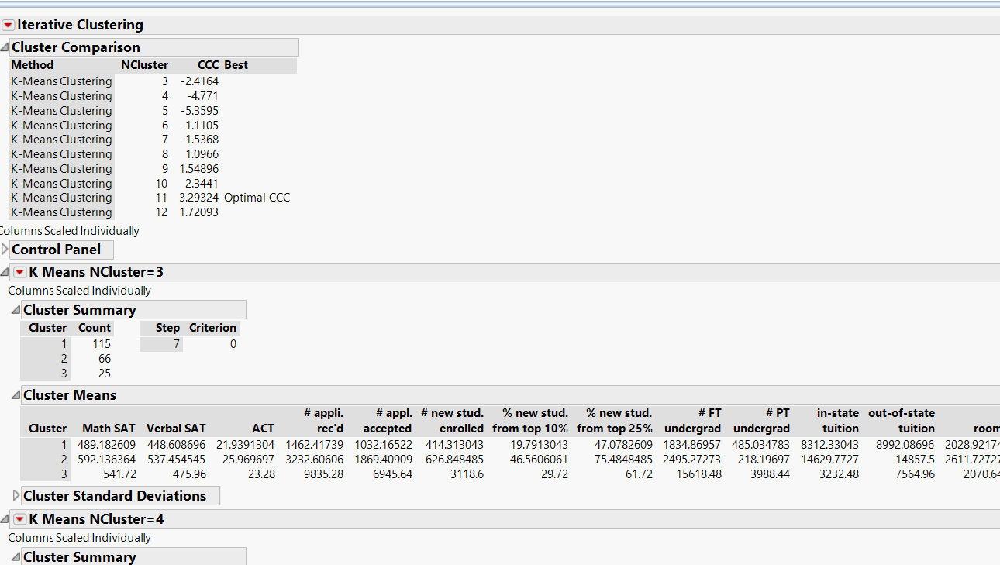 Iterative Clustering
Cluster Comparison
Method NCluster CCC Best
K-Means Clustering 3 -2.4164
K-Means Clustering 4 -4.771
K-Means Clustering 5 -5.3595
K-Means Clustering 6 -1.1105
K-Means Clustering 7 -1.5368
K-Means Clustering 8 1.0966
K-Means Clustering 9 1.54896
K-Means Clustering 10 2.3441
K-Means Clustering 11 3.29324 Optimal CCC
K-Means Clustering 12 1.72093
Columns Scaled Individually
Control Panel
K Means NCluster=3
Columns Scaled Individually
Cluster Summary
Cluster Count Step Criterion
1 115 7 0
2 66
3 25
Cluster Means
# appli. # appl. # new stud. % new stud. % new stud. # FT # PT in-state out-of-state
Cluster Math SAT Verbal SAT ACT rec'd accepted enrolled from top 10% from top 25% undergrad undergrad tuition tuition room
1 489.182609 448.608696 21.9391304 1462.41739 1032.16522 414.313043 19.7913043 47.0782609 1834.86957 485.034783 8312.33043 8992.08696 2028.92174
2 592.136364 537.454545 25.969697 3232.60606 1869.40909 626.848485 46.5606061 75.4848485 2495.27273 218.19697 14629.7727 14857.5 2611.72727
3 541.72 475.96 23.28 9835.28 6945.64 3118.6 29.72 61.72 15618.48 3988.44 3232.48 7564.96 2070.64
Cluster Standard Deviations
K Means NCluster=4
Columns Scaled Individually
Cluster Summary